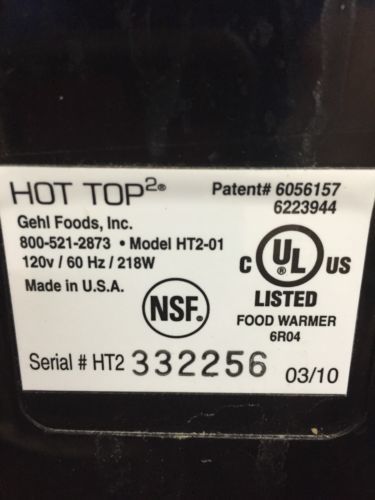 HOT TOP²®
Patent# 6056157
6223944
Gehl Foods, Inc.
800-521-2873 • Model HT2-01
120v / 60 Hz / 218W
Made in U.S.A.
NSF®
C UL® US
LISTED
FOOD WARMER
6R04
Serial # HT2 332256
03/10